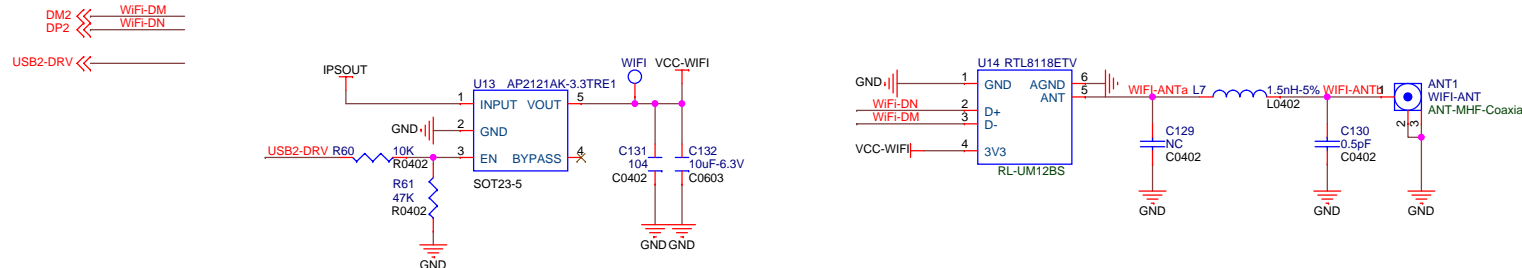 DM2 WiFi-DM
DP2 WiFi-DN
USB2-DRV
IPSOUT
U13 AP2121AK-3.3TRE1
WIFI
VCC-WIFI
1 INPUT VOUT 5
GND 2 GND
USB2-DRV R60 10K 3 EN BYPASS 4
R0402
R61
47K
R0402
GND
SOT23-5
C131
104
C0402
C132
10uF-6.3V
C0603
GND GND
U14 RTL8118ETV
GND 1 GND AGND 6
ANT 5
WiFi-DN 2 D+
WiFi-DM 3 D-
VCC-WIFI 4 3V3
RL-UM12BS
WIFI-ANTa L7 1.5nH-5% WIFI-ANTb 1
L0402
C129
NC
C0402
GND
C130
0.5pF
C0402
GND
ANT1
WIFI-ANT
ANT-MHF-Coaxia
2 3
GND